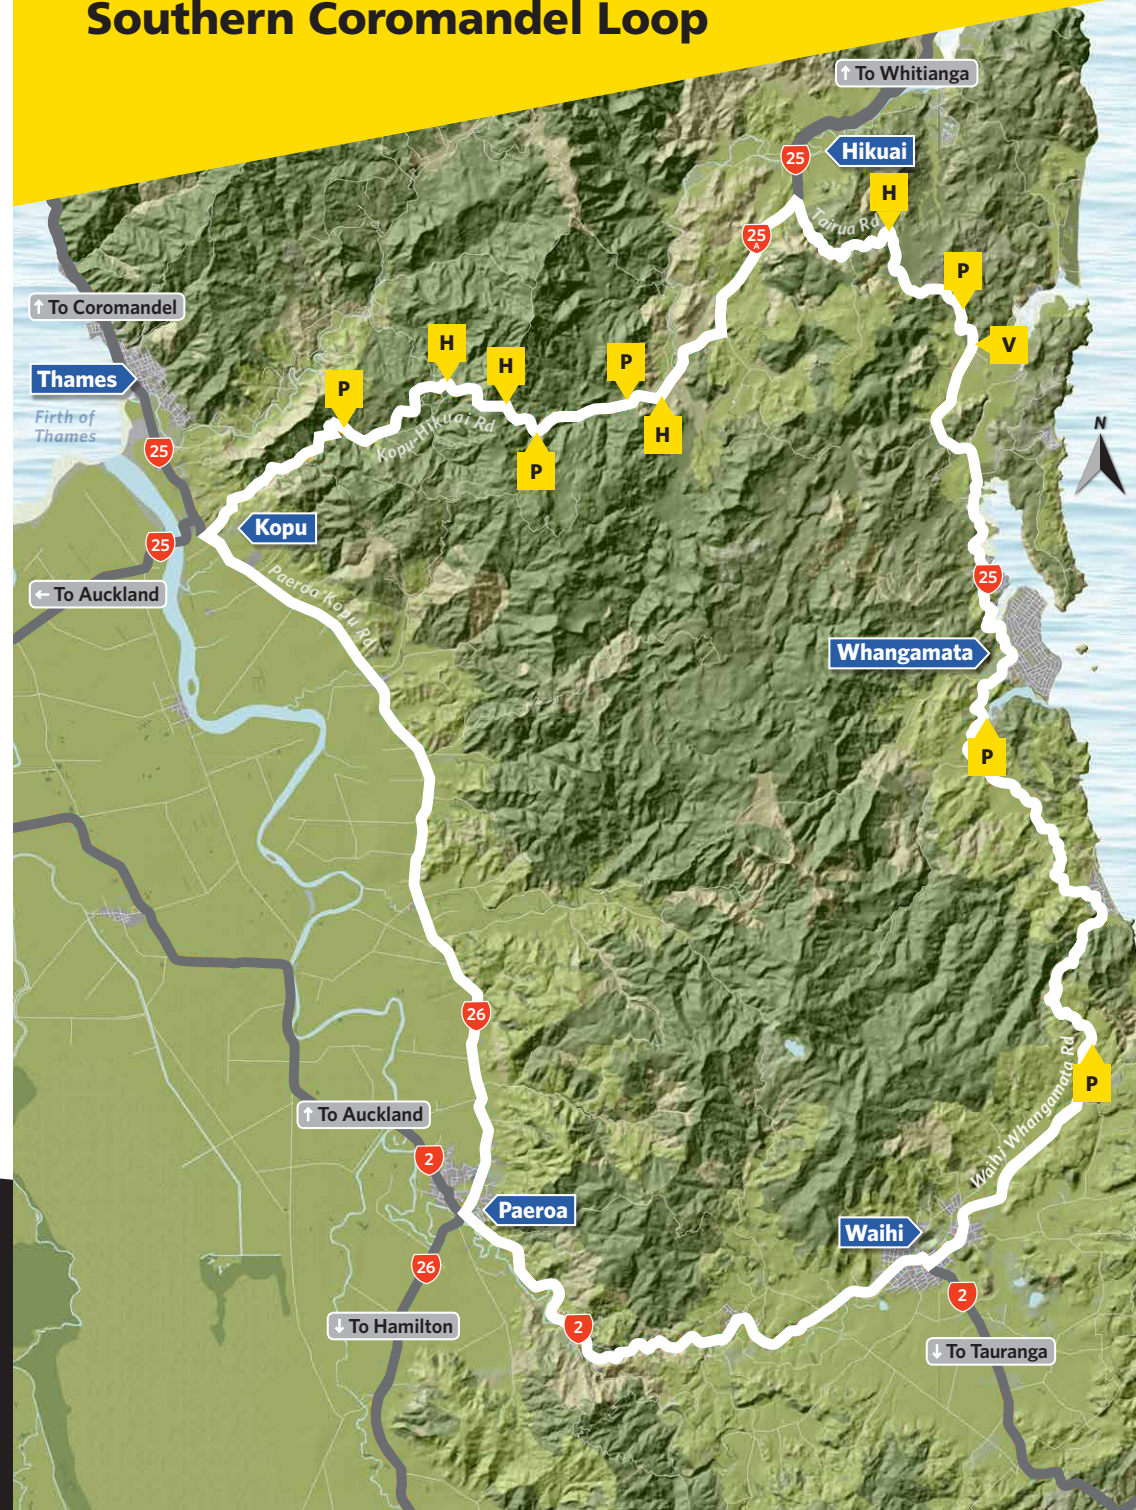 Southern Coromandel Loop
↑ To Whitianga
25
Hikuai
H
Tairua Rd
25
A
P
↑ To Coromandel
V
H
H
P
Thames
P
Firth of
Thames
Kopu-Hikuai Rd
H
N
25
P
Kopu
25
Paeroa Kopu Rd
25
← To Auckland
Whangamata
P
26
Waihi Whangamata Rd
P
↑ To Auckland
2
Paeroa
Waihi
26
2
↓ To Hamilton
2
↓ To Tauranga